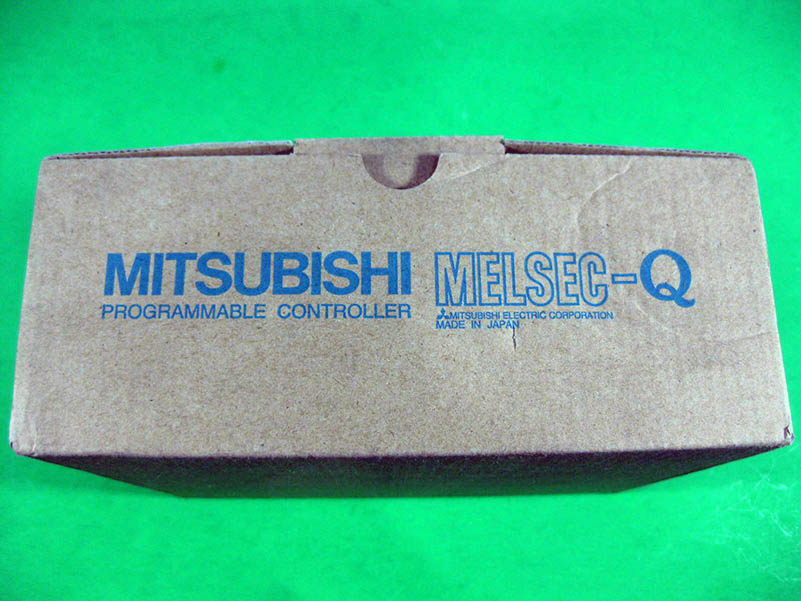 MITSUBISHI MELSEC-Q
PROGRAMMABLE CONTROLLER
MITSUBISHI ELECTRIC CORPORATION
MADE IN JAPAN